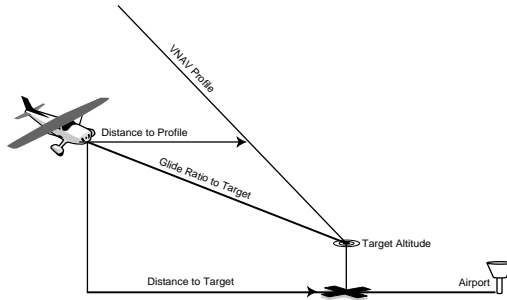 VNAV Profile
Distance to Profile
Glide Ratio to Target
Target Altitude
Distance to Target
Airport